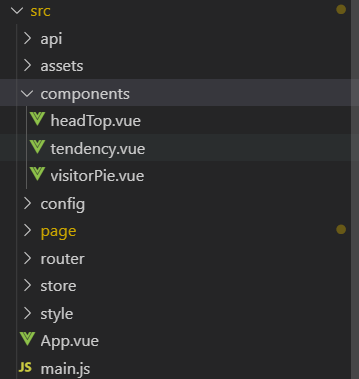 src
api
assets
components
headTop.vue
tendency.vue
visitorPie.vue
config
page
router
store
style
App.vue
JS main.js